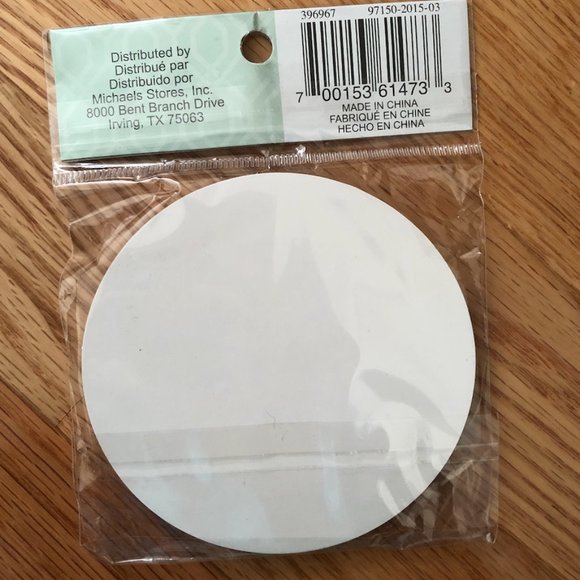 Distributed by
Distribué par
Distribuido por
Michaels Stores, Inc.
8000 Bent Branch Drive
Irving, TX 75063
396967 97150-2015-03
7 00153 61473 3
MADE IN CHINA
FABRIQUÉ EN CHINE
HECHO EN CHINA